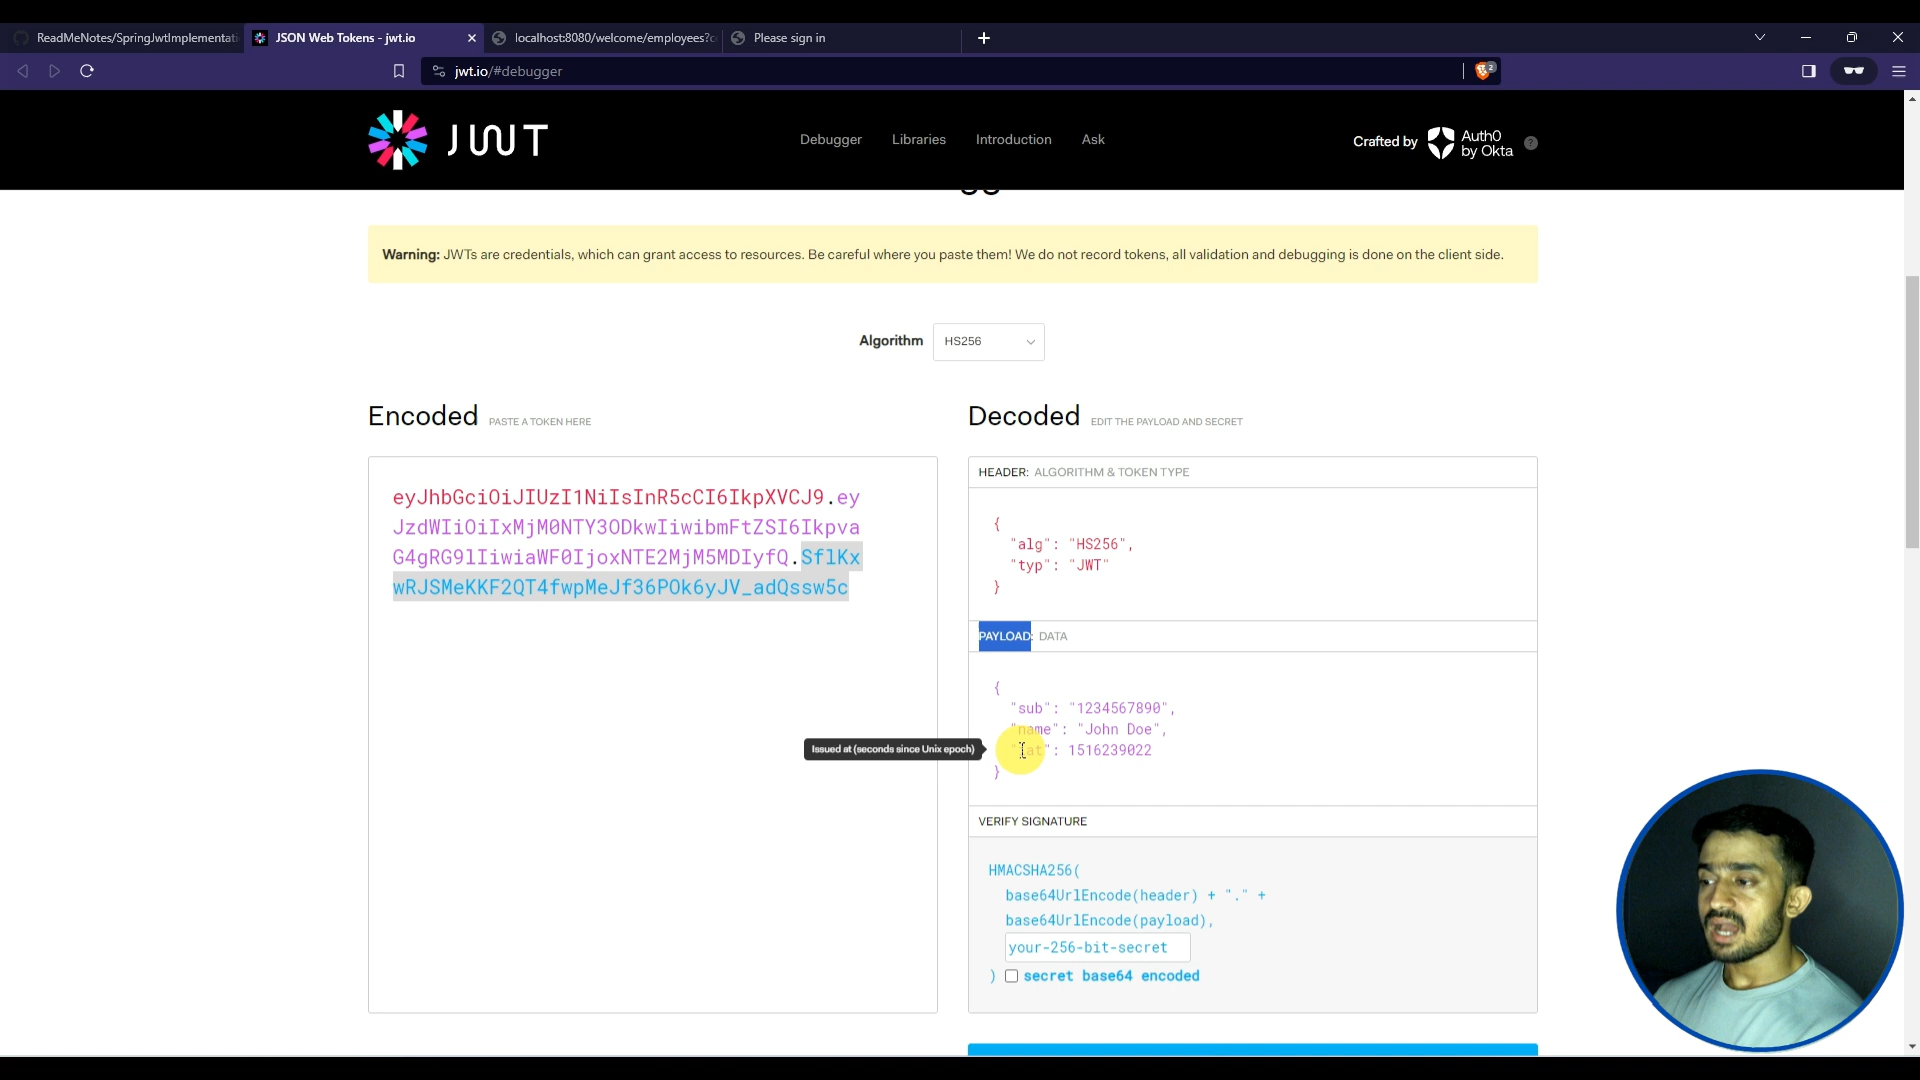 ReadMeNotes/SpringJwtImplementati
JSON Web Tokens - jwt.io
localhost:8080/welcome/employees?c
Please sign in
jwt.io/#debugger
2
JWT
Debugger
Libraries
Introduction
Ask
Crafted by
Auth0
by Okta
?
Warning: JWTs are credentials, which can grant access to resources. Be careful where you paste them! We do not record tokens, all validation and debugging is done on the client side.
Algorithm
HS256
Encoded PASTE A TOKEN HERE
eyJhbGciOiJIUzI1NiIsInR5cCI6IkpXVCJ9.ey
JzdWIiOiIxMjM0NTY3ODkwIiwibmFtZSI6Ikpva
G4gRG9lIiwiaWF0IjoxNTE2MjM5MDIyfQ.SflKx
wRJSMeKKF2QT4fwpMeJf36POk6yJV_adQssw5c
Decoded EDIT THE PAYLOAD AND SECRET
HEADER: ALGORITHM & TOKEN TYPE
{
"alg": "HS256",
"typ": "JWT"
}
PAYLOAD: DATA
{
"sub": "1234567890",
"name": "John Doe",
"iat": 1516239022
}
Issued at (seconds since Unix epoch)
VERIFY SIGNATURE
HMACSHA256(
base64UrlEncode(header) + "." +
base64UrlEncode(payload),
your-256-bit-secret
) secret base64 encoded